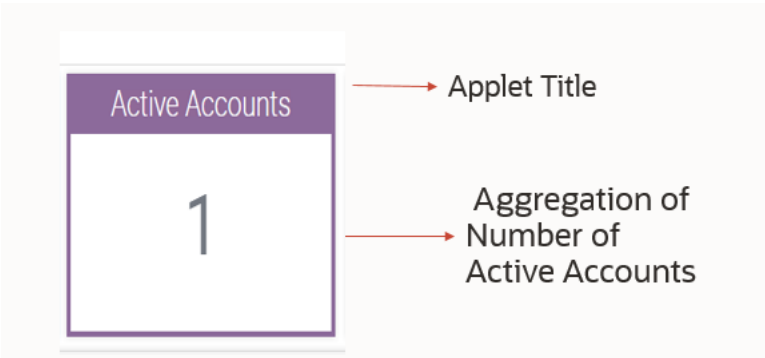 Active Accounts
Applet Title
1
Aggregation of
Number of
Active Accounts